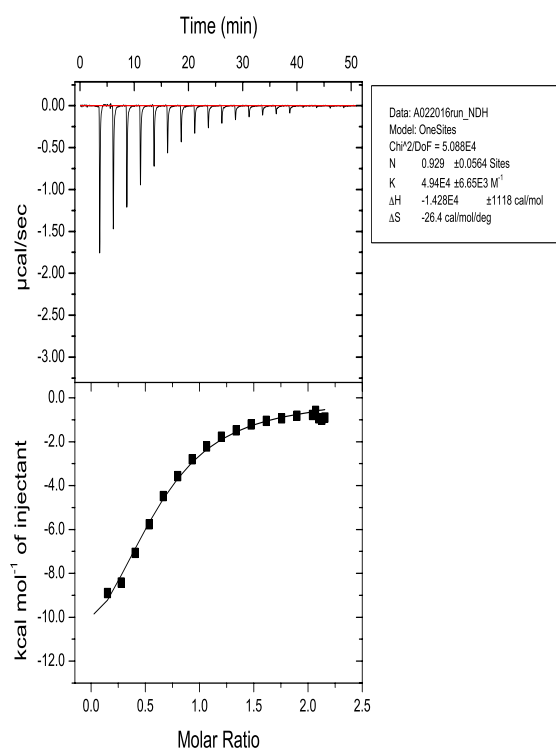 Time (min)
0 10 20 30 40 50
0.00
-0.50
-1.00
-1.50
-2.00
-2.50
-3.00
µcal/sec
Data: A022016run_NDH
Model: OneSites
Chi^2/DoF = 5.088E4
N 0.929 ±0.0564 Sites
K 4.94E4 ±6.65E3 M⁻¹
ΔH -1.428E4 ±1118 cal/mol
ΔS -26.4 cal/mol/deg
0.0
-2.0
-4.0
-6.0
-8.0
-10.0
-12.0
kcal mol⁻¹ of injectant
0.0 0.5 1.0 1.5 2.0 2.5
Molar Ratio